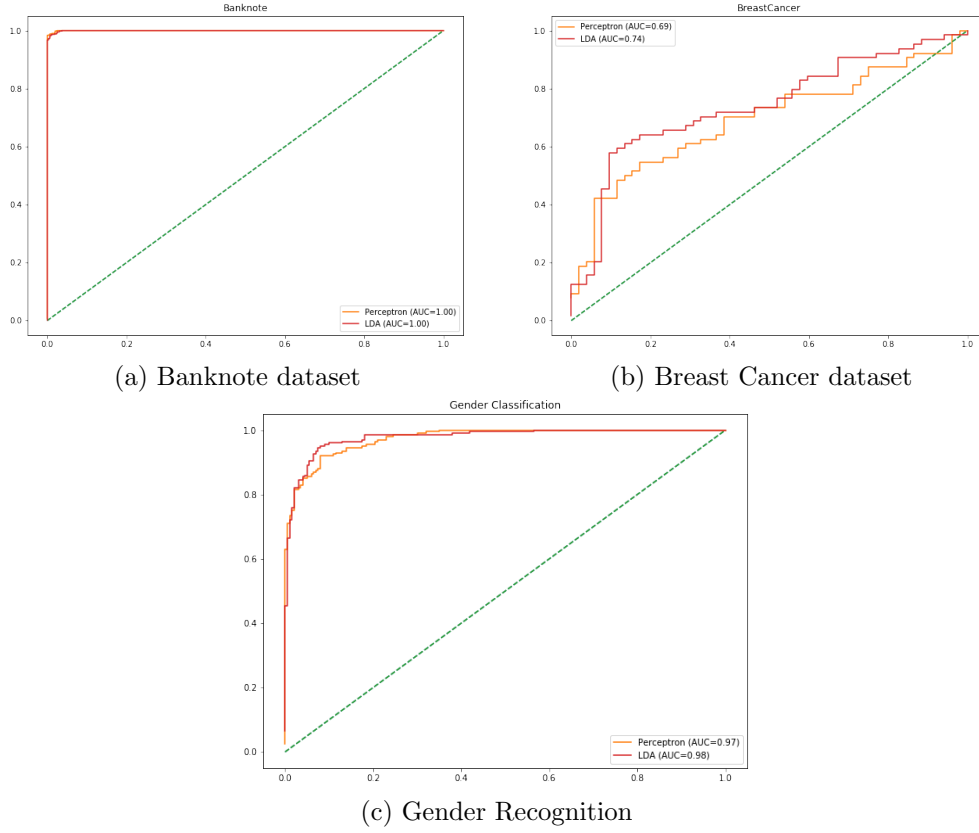 Banknote
1.0
0.8
0.6
0.4
0.2
0.0
0.0 0.2 0.4 0.6 0.8 1.0
Perceptron (AUC=1.00)
LDA (AUC=1.00)
(a) Banknote dataset
BreastCancer
Perceptron (AUC=0.69)
LDA (AUC=0.74)
1.0
0.8
0.6
0.4
0.2
0.0
0.0 0.2 0.4 0.6 0.8 1.0
(b) Breast Cancer dataset
Gender Classification
1.0
0.8
0.6
0.4
0.2
0.0
0.0 0.2 0.4 0.6 0.8 1.0
Perceptron (AUC=0.97)
LDA (AUC=0.98)
(c) Gender Recognition